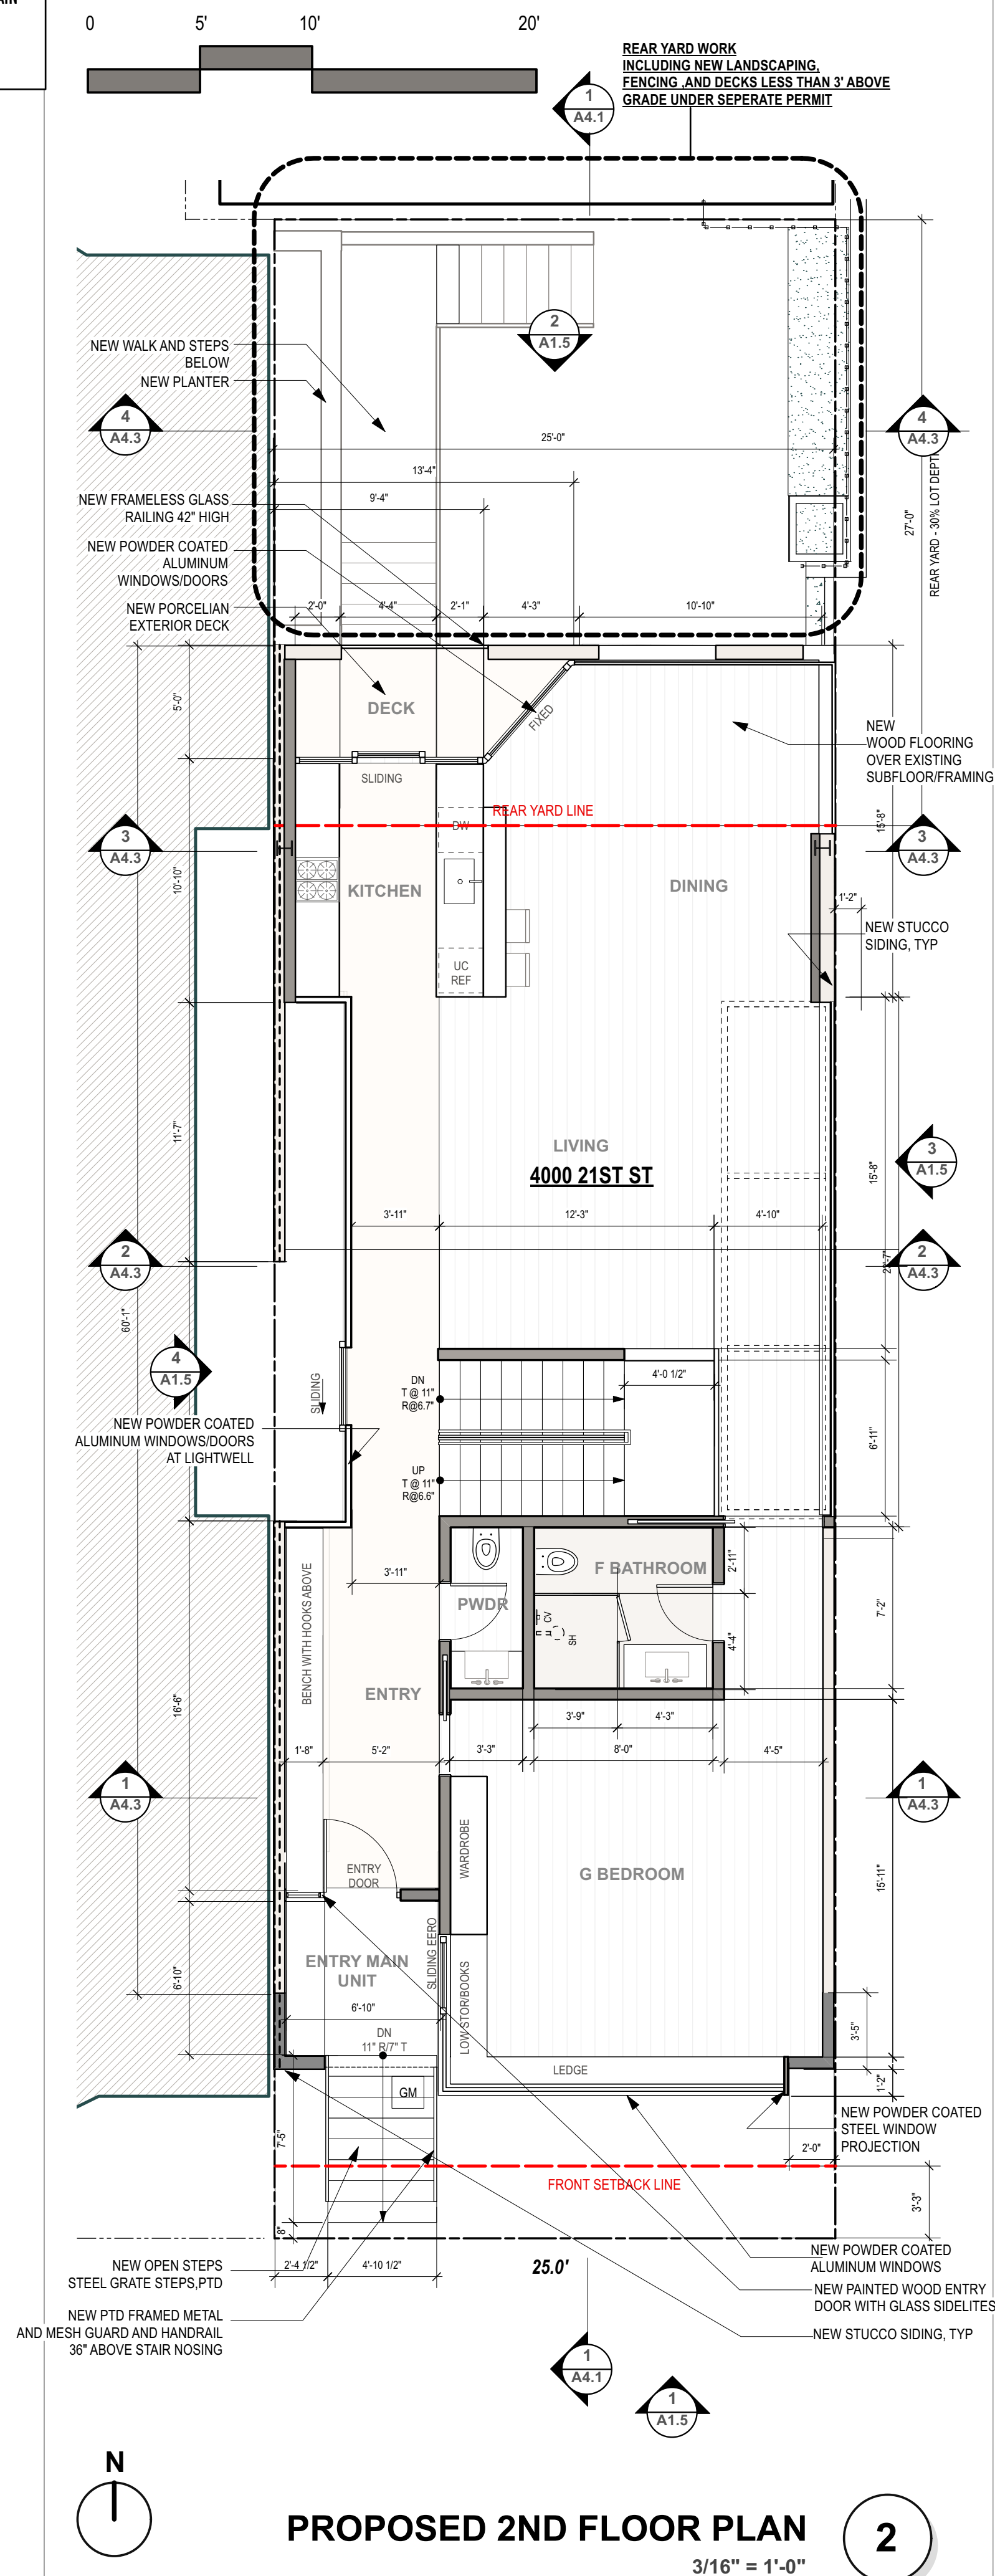 AIN
0 5' 10' 20'
REAR YARD WORK
INCLUDING NEW LANDSCAPING,
FENCING ,AND DECKS LESS THAN 3' ABOVE
GRADE UNDER SEPERATE PERMIT
1
A4.1
2
A1.5
NEW WALK AND STEPS
BELOW
NEW PLANTER
4
A4.3
4
A4.3
25'-0"
13'-4"
9'-4"
NEW FRAMELESS GLASS
RAILING 42" HIGH
NEW POWDER COATED
ALUMINUM
WINDOWS/DOORS
NEW PORCELIAN
EXTERIOR DECK
27'-0"
REAR YARD - 30% LOT DEPTH
2'-0" 4'-4" 2'-1" 4'-3" 10'-10"
5'-0"
DECK
FIXED
SLIDING
NEW
WOOD FLOORING
OVER EXISTING
SUBFLOOR/FRAMING
REAR YARD LINE
DW
15'-8"
3
A4.3
3
A4.3
10'-10"
KITCHEN
DINING
1'-2"
NEW STUCCO
SIDING, TYP
UC
REF
11'-7"
LIVING
4000 21ST ST
3
A1.5
15'-8"
3'-11" 12'-3" 4'-10"
2
A4.3
2
A4.3
60'-1"
4
A1.5
SLIDING
DN
T @ 11"
R@6.7"
4'-0 1/2"
NEW POWDER COATED
ALUMINUM WINDOWS/DOORS
AT LIGHTWELL
6'-11"
UP
T @ 11"
R@6.6"
BENCH WITH HOOKS ABOVE
3'-11"
F BATHROOM
2'-11"
PWDR
7'-2"
CV
SH
4'-4"
ENTRY
16'-6"
3'-9" 4'-3"
1'-8" 5'-2" 3'-3" 8'-0" 4'-5"
1
A4.3
1
A4.3
WARDROBE
ENTRY
DOOR
G BEDROOM
15'-11"
SLIDING EERO
ENTRY MAIN
UNIT
6'-10"
LOW STOR/BOOKS
6'-10"
DN
11" R/7" T
3'-5"
LEDGE
GM
1'-2"
NEW POWDER COATED
STEEL WINDOW
PROJECTION
7'-5"
2'-0"
FRONT SETBACK LINE
3'-3"
8"
NEW OPEN STEPS
STEEL GRATE STEPS,PTD
2'-4 1/2" 4'-10 1/2"
25.0'
NEW POWDER COATED
ALUMINUM WINDOWS
NEW PAINTED WOOD ENTRY
DOOR WITH GLASS SIDELITES
NEW PTD FRAMED METAL
AND MESH GUARD AND HANDRAIL
36" ABOVE STAIR NOSING
NEW STUCCO SIDING, TYP
1
A4.1
1
A1.5
N
PROPOSED 2ND FLOOR PLAN
2
3/16" = 1'-0"